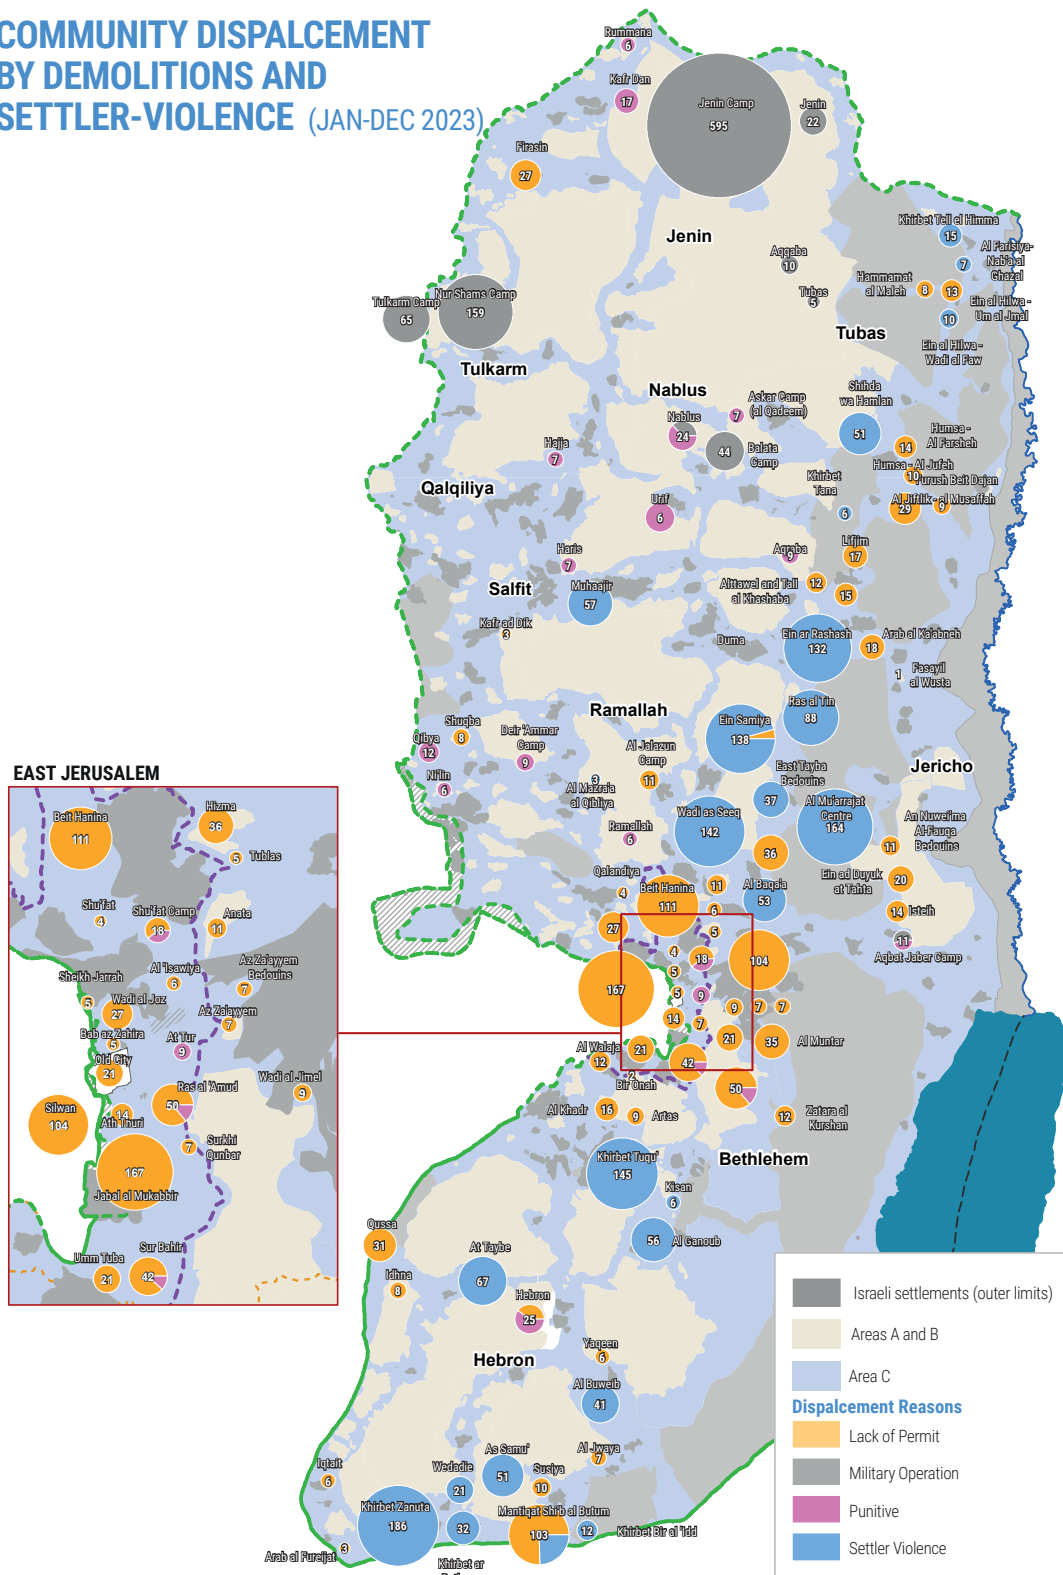 COMMUNITY DISPALCEMENT
BY DEMOLITIONS AND
SETTLER-VIOLENCE (JAN-DEC 2023)
Rummana
6
Kafr Dan
17
Jenin Camp
595
Jenin
22
Firasin
27
Jenin
Khirbet Tell el Himma
15
Al Farisiya-
Nab'a al
Ghazal
7
Aqqaba
10
Hammamat
al Maleh
8
13
Ein al Hilwa -
Um al Jmal
Tubas
5
10
Ein al Hilwa -
Wadi al Faw
Tubas
Tulkarm Camp
65
Nur Shams Camp
159
Tulkarm
Nablus
Shihda
wa Hamlan
51
Askar Camp
(al Qadeem)
7
Nablus
24
Balata
Camp
44
Humsa -
Al Farsheh
14
Humsa - Al Jufeh
10
Furush Beit Dajan
9
Hajja
7
Qalqiliya
Khirbet
Tana
6
Al Jiftlik - al Musaffah
29
Urif
6
Lifjim
17
Aqraba
9
Haris
7
Alttawel and Tall
al Khashaba
12
15
Salfit
Muhaajir
57
Kafr ad Dik
3
Duma
Ein ar Rashash
132
Arab al Ka'abneh
18
Fasayil
al Wusta
1
Ras al Tin
88
Ramallah
Ein Samiya
138
Shuqba
8
Qibya
12
Deir 'Ammar
Camp
9
Al Jalazun
Camp
11
Ni'lin
6
Al Mazra'a
al Qibliya
3
East Tayba
Bedouins
37
Jericho
Wadi as Seeq
142
Al Mu'arrajat
Centre
164
An Nuwei'ma
Al-Fauqa
Bedouins
11
Ramallah
6
36
Ein ad Duyuk
at Tahta
20
Qalandiya
4
Beit Hanina
111
11
Al Baqa'a
53
Isteih
14
6
27
5
Aqbat Jaber Camp
11
4
18
104
5
167
5
9
9
7
7
14
7
21
35
Al Muntar
Al Walaja
12
21
42
2
Bir Onah
50
Al Khadr
16
9
Artas
12
Zatara al
Kurshan
Bethlehem
Khirbet Tuqu'
145
Kisan
6
56
Al Ganoub
Qussa
31
At Taybe
67
Idhna
8
Hebron
25
Hebron
Yaqeen
6
Al Buweib
41
Al Jwaya
7
Iqtait
6
Wedadie
21
As Samu'
51
Susiya
10
Khirbet Zanuta
186
32
Mantiqat Shi'b al Butum
103
12
Khirbet Bir al 'Idd
Arab al Fureijat
3
Khirbet ar
EAST JERUSALEM
Beit Hanina
111
Hizma
36
5
Tublas
Shu'fat
4
Shu'fat Camp
18
Anata
11
Sheikh Jarrah
5
Al 'Isawiya
6
Az Za'ayyem
Bedouins
7
Wadi al Joz
27
Az Za'ayyem
7
Bab az Zahira
5
At Tur
9
Old City
21
Wadi al Jimel
9
Silwan
104
Ath Thuri
14
Ras al 'Amud
50
Surkhi
Qunbar
7
167
Jabal al Mukabbir
Umm Tuba
21
Sur Bahir
42
Israeli settlements (outer limits)
Areas A and B
Area C
Dispalcement Reasons
Lack of Permit
Military Operation
Punitive
Settler Violence